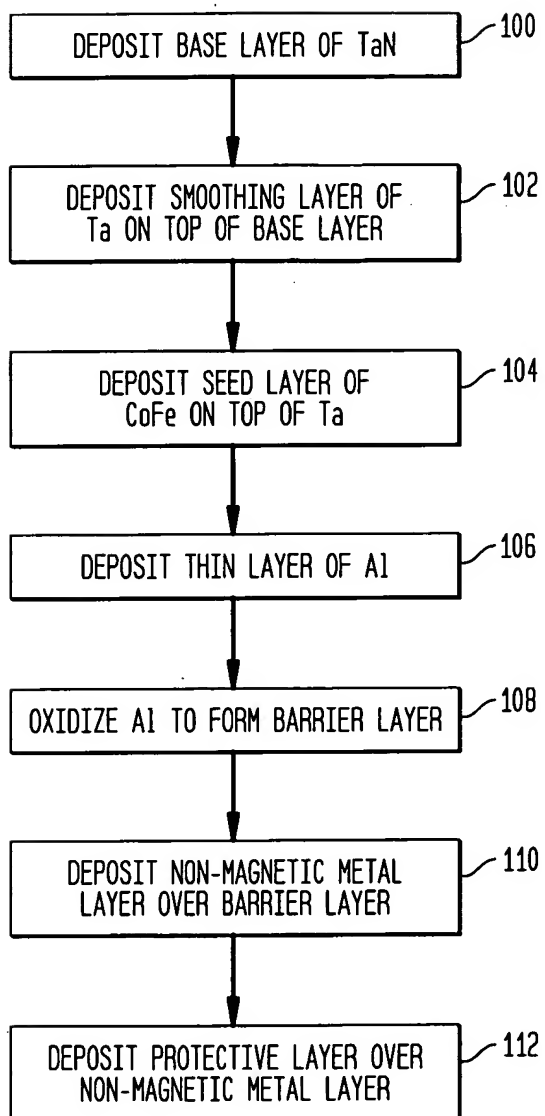 DEPOSIT BASE LAYER OF TaN
100
DEPOSIT SMOOTHING LAYER OF
Ta ON TOP OF BASE LAYER
102
DEPOSIT SEED LAYER OF
CoFe ON TOP OF Ta
104
DEPOSIT THIN LAYER OF Al
106
OXIDIZE Al TO FORM BARRIER LAYER
108
DEPOSIT NON-MAGNETIC METAL
LAYER OVER BARRIER LAYER
110
DEPOSIT PROTECTIVE LAYER OVER
NON-MAGNETIC METAL LAYER
112